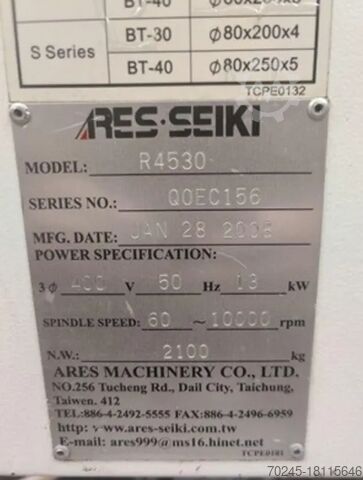 BT-40
S Series BT-30 ϕ80x200x4
BT-40 ϕ80x250x5
TCPE0132
ARES·SEIKI
MODEL: R4530
SERIES NO.: Q0EC156
MFG. DATE: JAN 28
POWER SPECIFICATION:
3ϕ 400 V 50 Hz 13 kW
SPINDLE SPEED: 60 ~ 10000 rpm
N.W.: 2100 kg
ARES MACHINERY CO., LTD.
NO.256 Tucheng Rd., Dail City, Taichung,
Taiwen. 412
TEL:886-4-2492-5555 FAX:886-4-2496-6959
http: www.ares-seiki.com.tw
E-mail: ares999@ms16.hinet.net
TCPE0181
70245-18115646